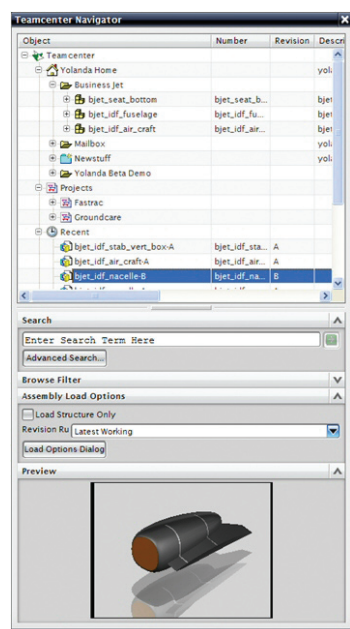 Teamcenter Navigator
Object Number Revision Descri
Teamcenter
Yolanda Home yola
Business Jet
bjet_seat_bottom bjet_seat_b... bjet
bjet_idf_fuselage bjet_idf_fu... bjet
bjet_idf_air_craft bjet_idf_air... bjet
Mailbox yola
Newstuff yola
Yolanda Beta Demo
Projects
Fastrac
Groundcare
Recent
bjet_idf_stab_vert_box-A bjet_idf_sta... A
bjet_idf_air_craft-A bjet_idf_air... A
bjet_idf_nacelle-B bjet_idf_na... B
Search
Enter Search Term Here
Advanced Search...
Browse Filter
Assembly Load Options
Load Structure Only
Revision Ru Latest Working
Load Options Dialog
Preview